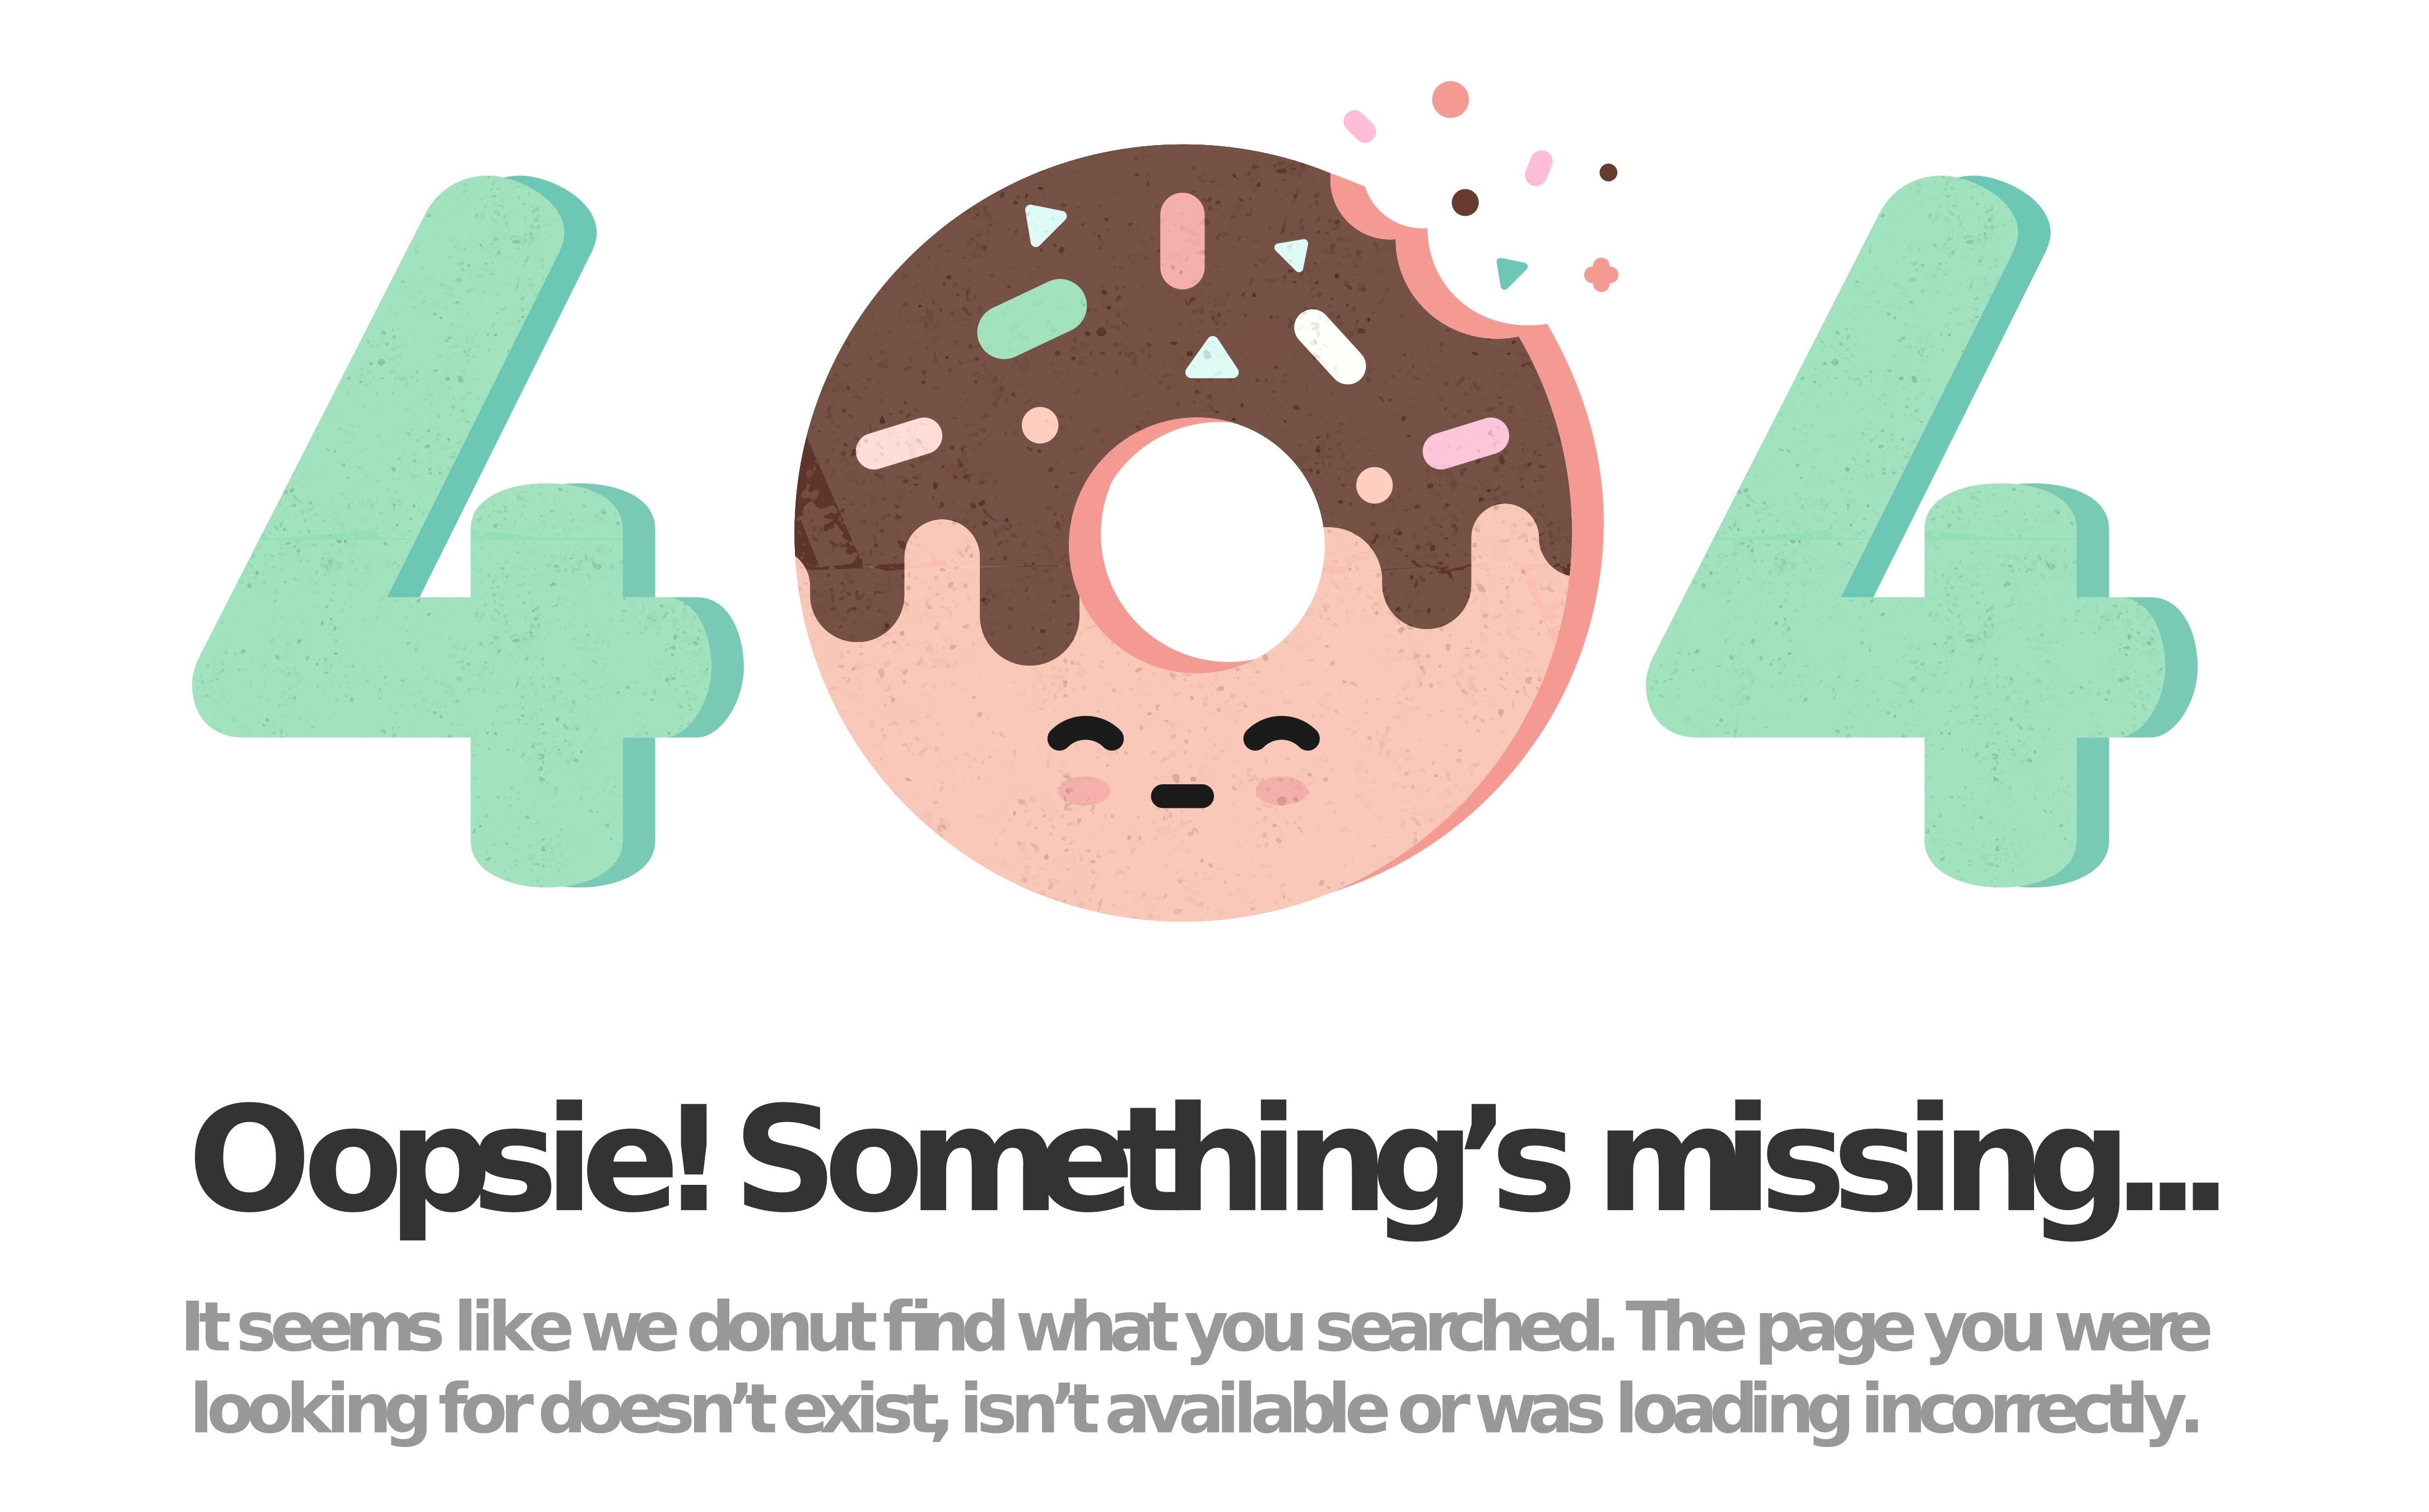 404
Oopsie! Something’s missing...
It seems like we donut find what you searched. The page you were
looking for doesn’t exist, isn’t available or was loading incorrectly.